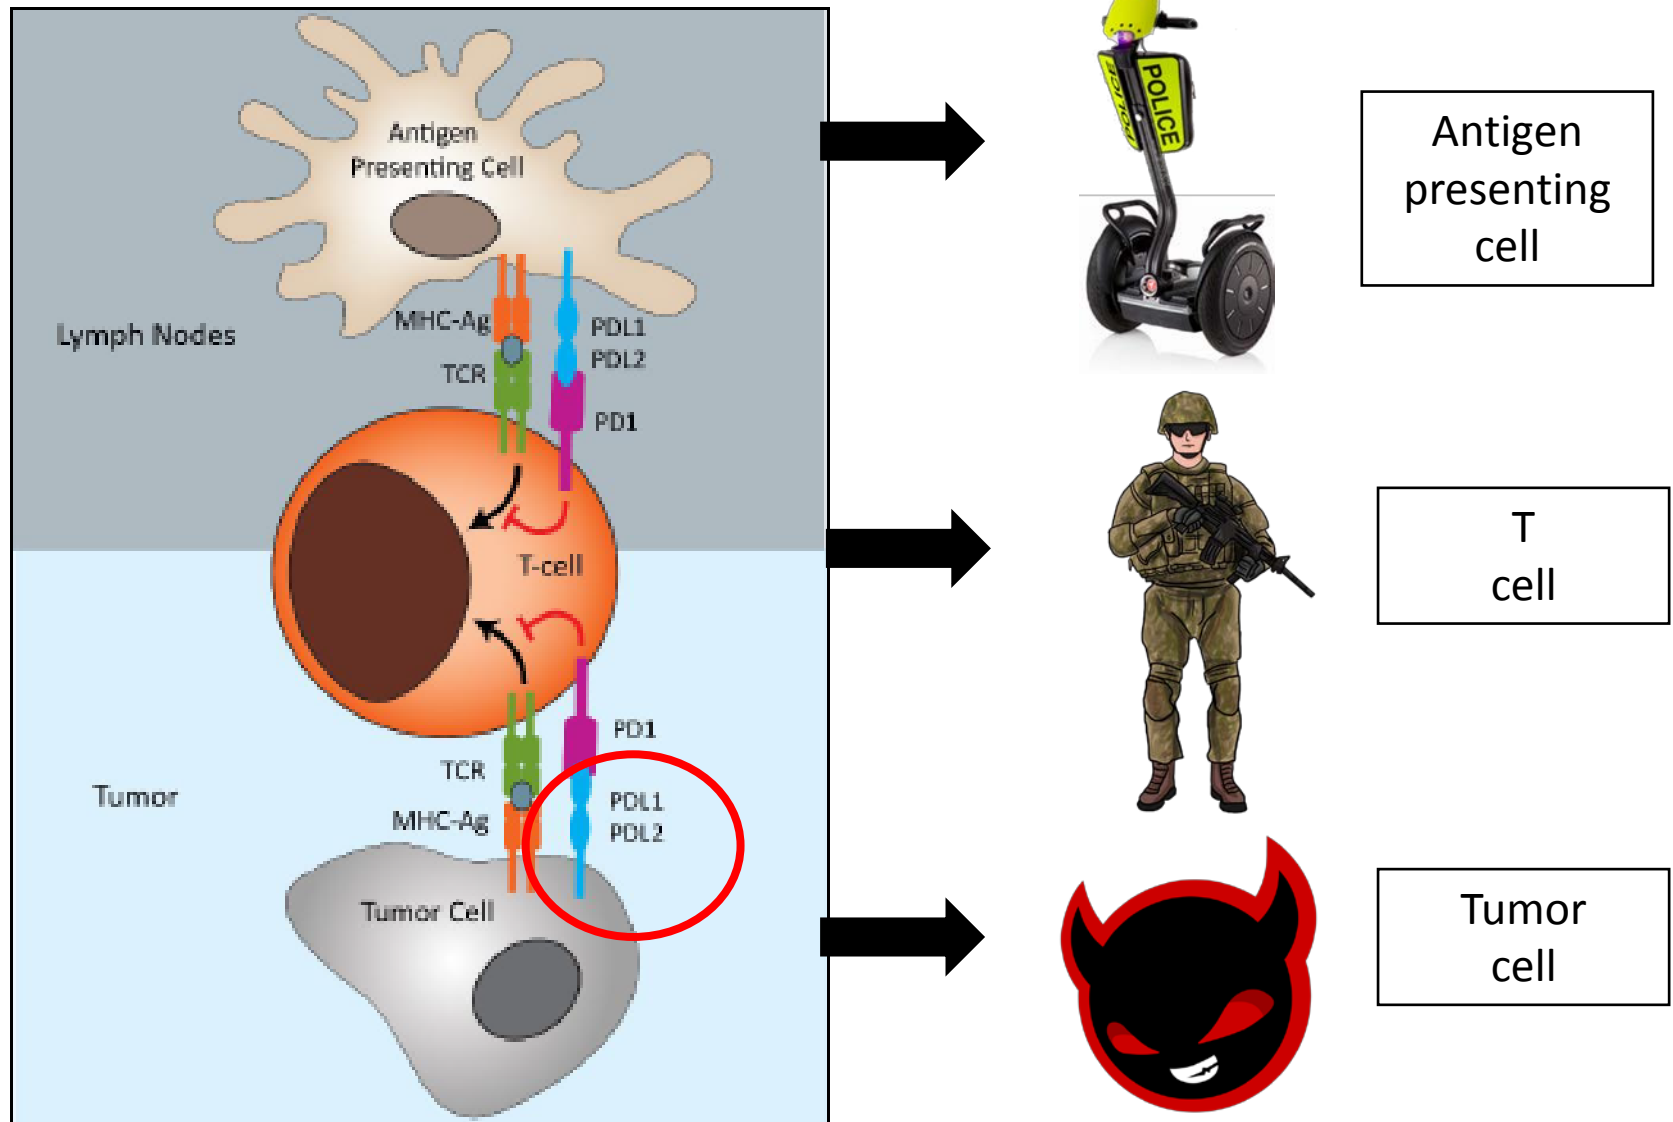 Antigen
Presenting Cell
MHC-Ag
PDL1
PDL2
Lymph Nodes
TCR
PD1
T-cell
PD1
TCR
PDL1
Tumor
MHC-Ag
PDL2
Tumor Cell
POLICE
POLICE
Antigen
presenting
cell
T
cell
Tumor
cell